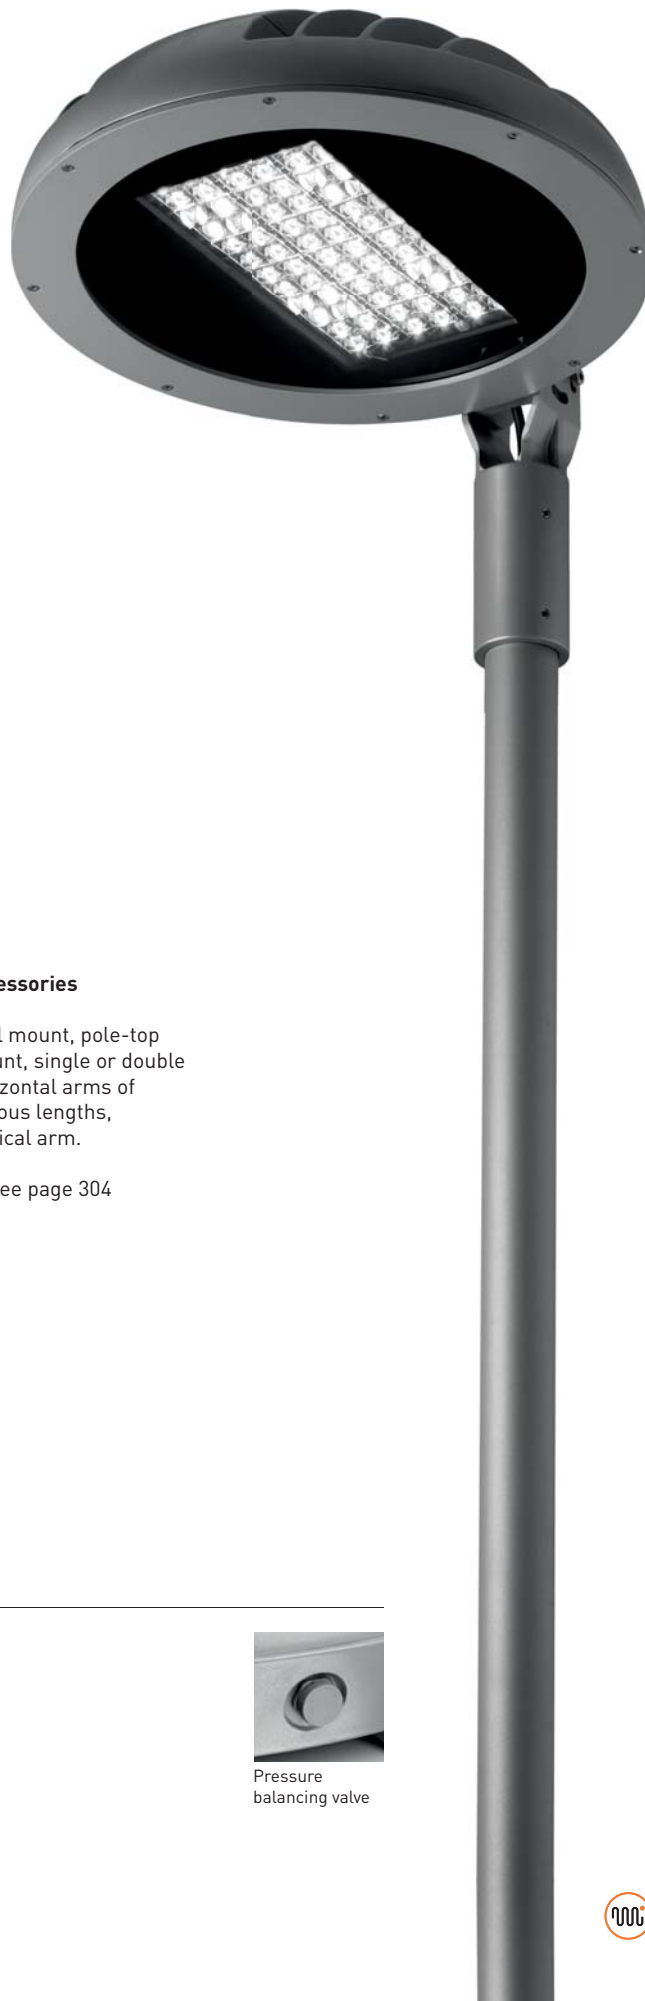 essories
l mount, pole-top
unt, single or double
zontal arms of
ous lengths,
ical arm.
ee page 304
Pressure
balancing valve